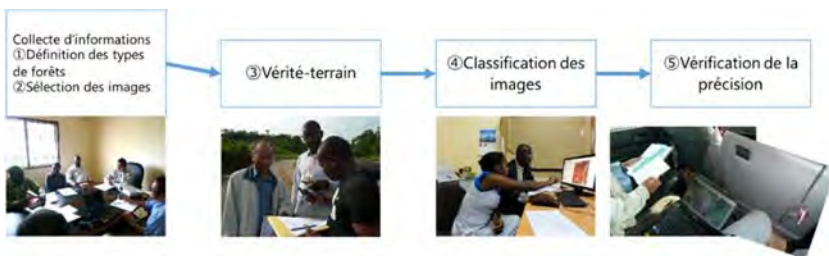 Collecte d'informations
①Définition des types
de forêts
②Sélection des images
③Vérité-terrain
④Classification des
images
⑤Vérification de la
précision